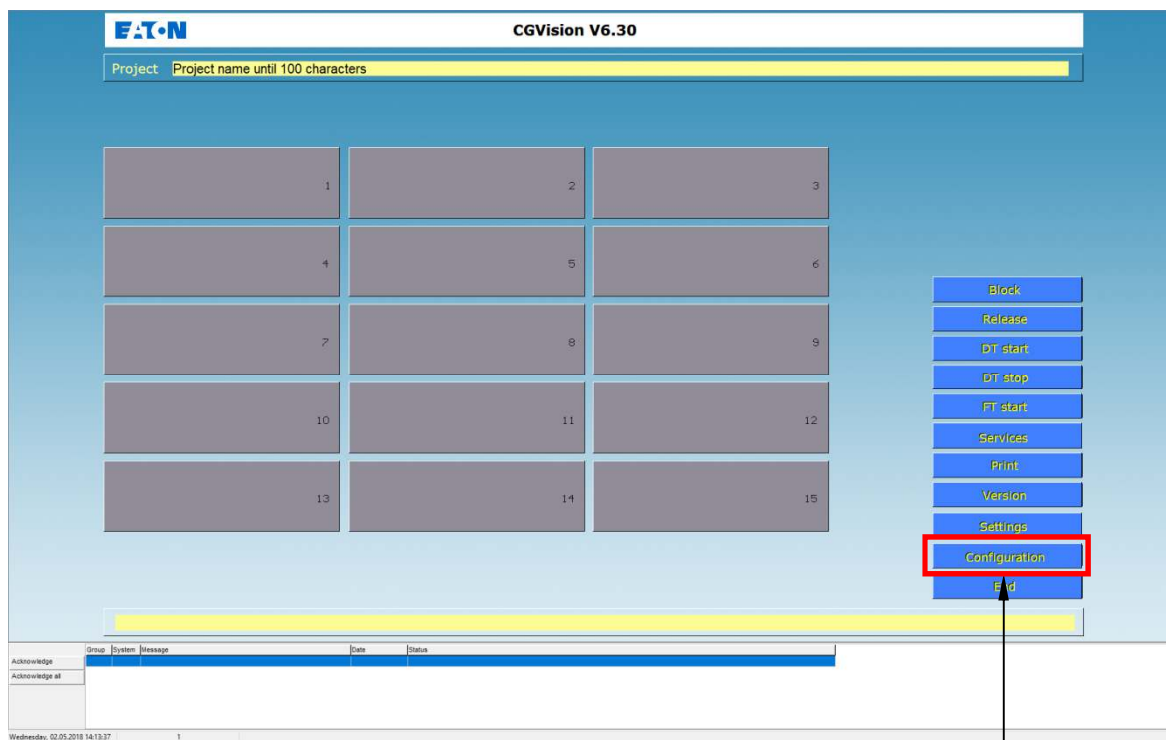 EATON
CGVision V6.30
Project Project name until 100 characters
1 2 3
4 5 6
7 8 9
10 11 12
13 14 15
Block
Release
DT start
DT stop
FT start
Services
Print
Version
Settings
Configuration
End
Group System Message Date Status
Acknowledge
Acknowledge all
Wednesday, 02.05.2018 14:13:37 1